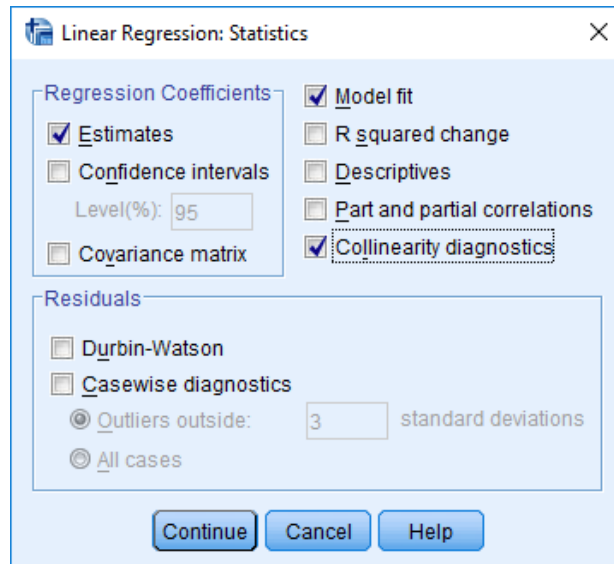 Linear Regression: Statistics
Regression Coefficients
Estimates
Confidence intervals
Level(%): 95
Covariance matrix
Model fit
R squared change
Descriptives
Part and partial correlations
Collinearity diagnostics
Residuals
Durbin-Watson
Casewise diagnostics
Outliers outside: 3 standard deviations
All cases
Continue Cancel Help